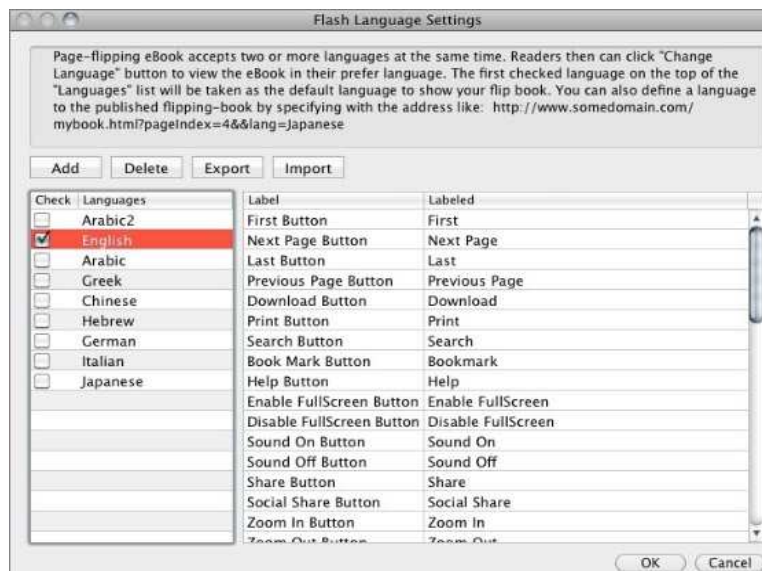 Flash Language Settings
Page-flipping eBook accepts two or more languages at the same time. Readers then can click "Change
Language" button to view the eBook in their prefer language. The first checked language on the top of the
"Languages" list will be taken as the default language to show your flip book. You can also define a language
to the published flipping-book by specifying with the address like: http://www.somedomain.com/
mybook.html?pageIndex=4&&lang=Japanese
Add Delete Export Import
Check Languages Label Labeled
Arabic2 First Button First
English Next Page Button Next Page
Arabic Last Button Last
Greek Previous Page Button Previous Page
Chinese Download Button Download
Hebrew Print Button Print
German Search Button Search
Italian Book Mark Button Bookmark
Japanese Help Button Help
Enable FullScreen Button Enable FullScreen
Disable FullScreen Button Disable FullScreen
Sound On Button Sound On
Sound Off Button Sound Off
Share Button Share
Social Share Button Social Share
Zoom In Button Zoom In
Zoom Out Button Zoom Out
OK Cancel